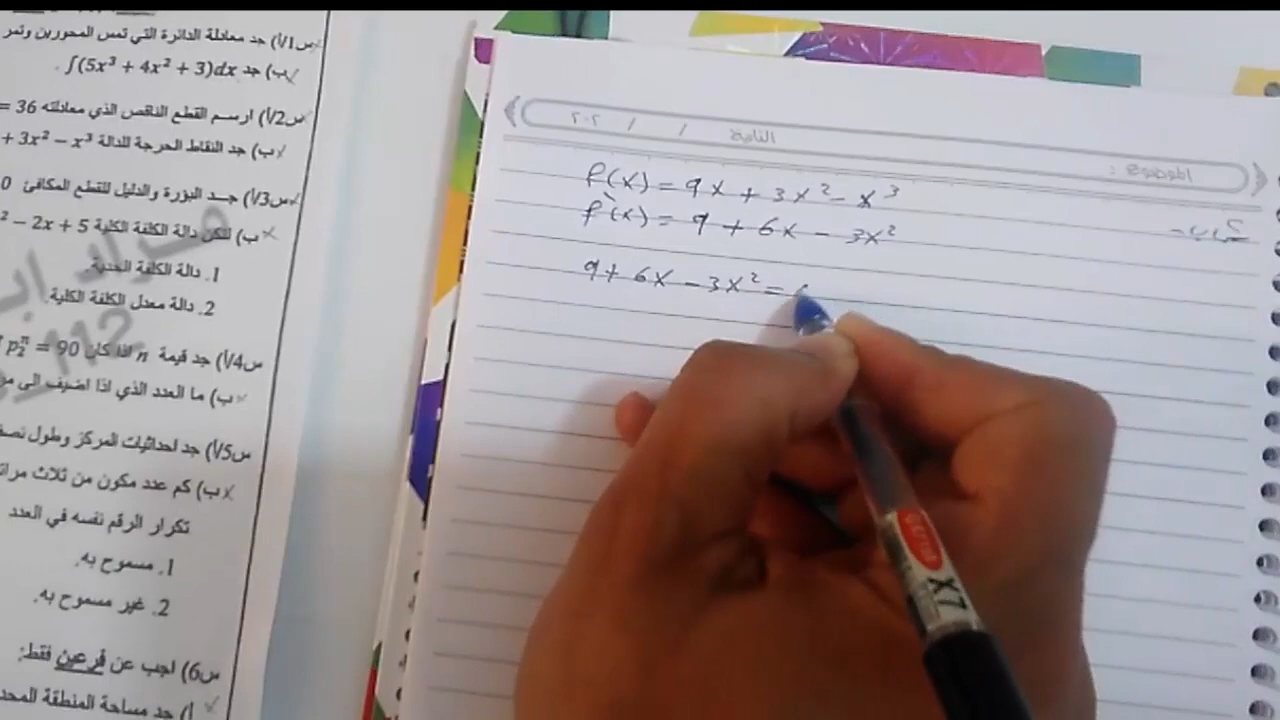 س1/أ) جد معادلة الدائرة التي تمس المحورين وتمر
ب) جد ∫(5x³ + 4x² + 3)dx .
س2/أ) ارسم القطع الناقص الذي معادلته 36 =
ب) جد النقاط الحرجة للدالة + 3x² − x³
س3/أ) جد البؤرة والدليل للقطع المكافئ 0
ب) لتكن دالة الكلفة الكلية ² − 2x + 5
1. دالة الكلفة الحدية.
2. دالة معدل الكلفة الكلية.
س4/أ) جد قيمة n اذا كان p₂ⁿ = 90
ب) ما العدد الذي اذا اضيف الى
س5/أ) جد احداثيات المركز وطول
ب) كم عدد مكون من ثلاث
تكرار الرقم نفسه في العدد
1. مسموح به.
2. غير مسموح به.
س6) اجب عن فرعين فقط:
أ) جد مساحة المنطقة
الموضوع :
التاريخ / / ٢٠٢
f(x) = 9x + 3x² − x³
f`(x) = 9 + 6x − 3x²
9 + 6x − 3x² =
X7